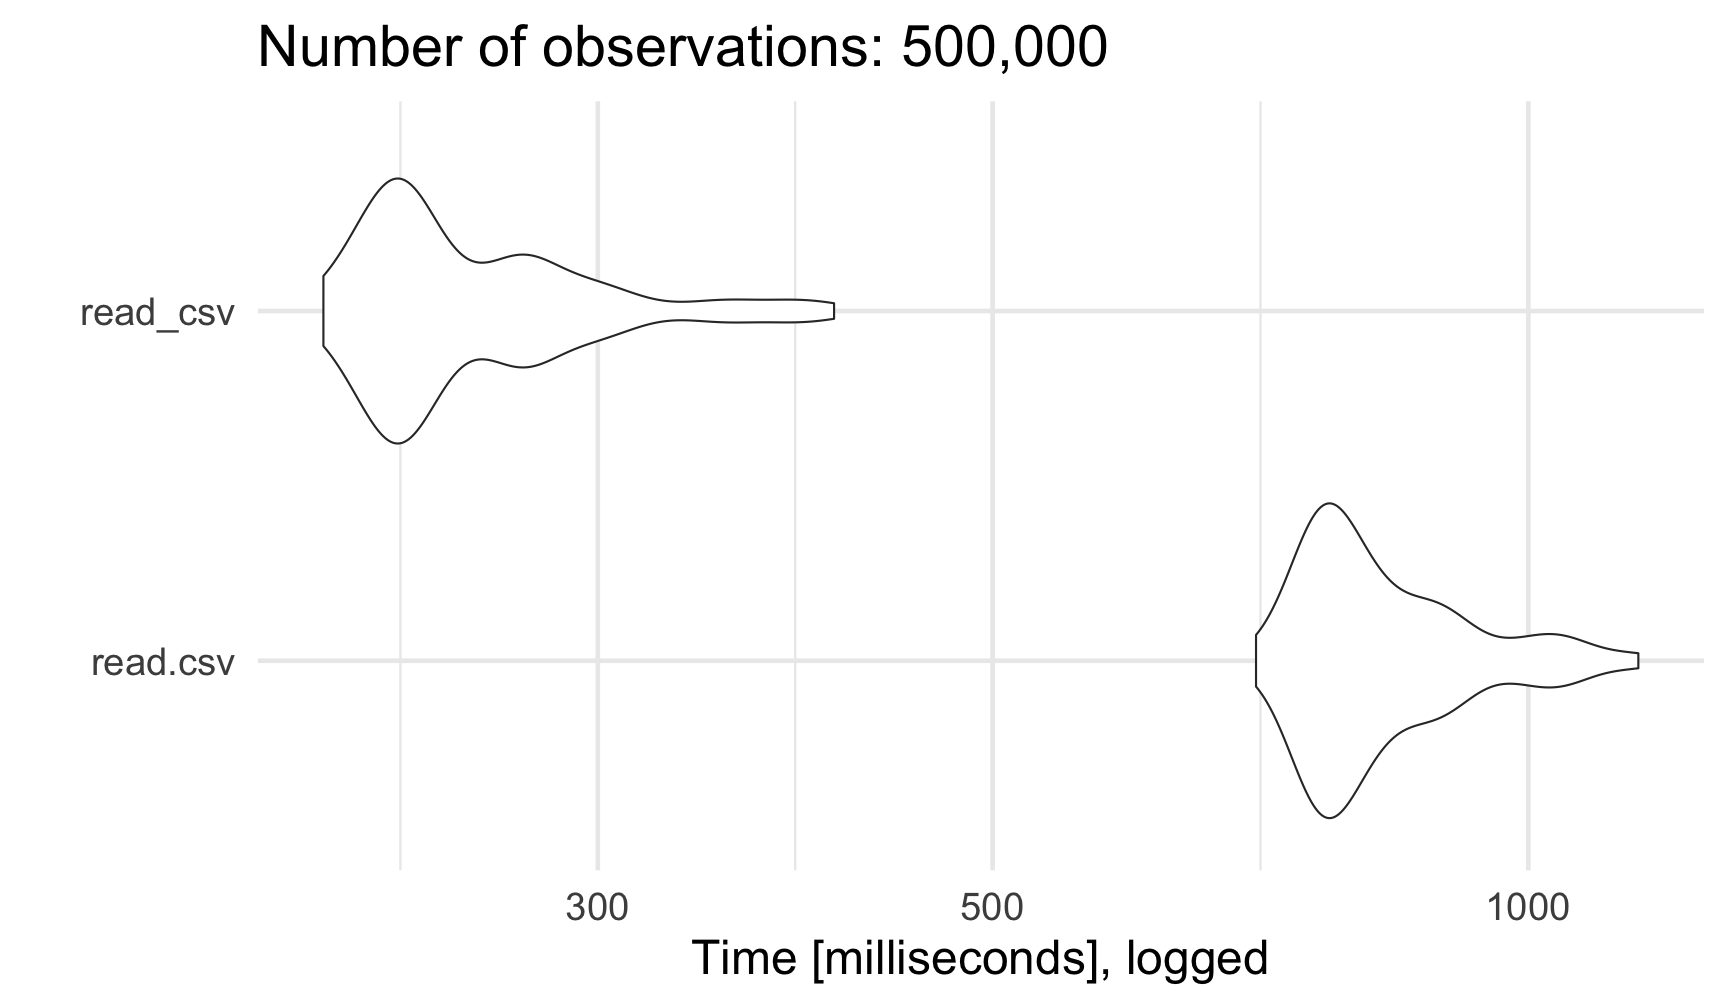 Number of observations: 500,000
read_csv
read.csv
300 500 1000
Time [milliseconds], logged